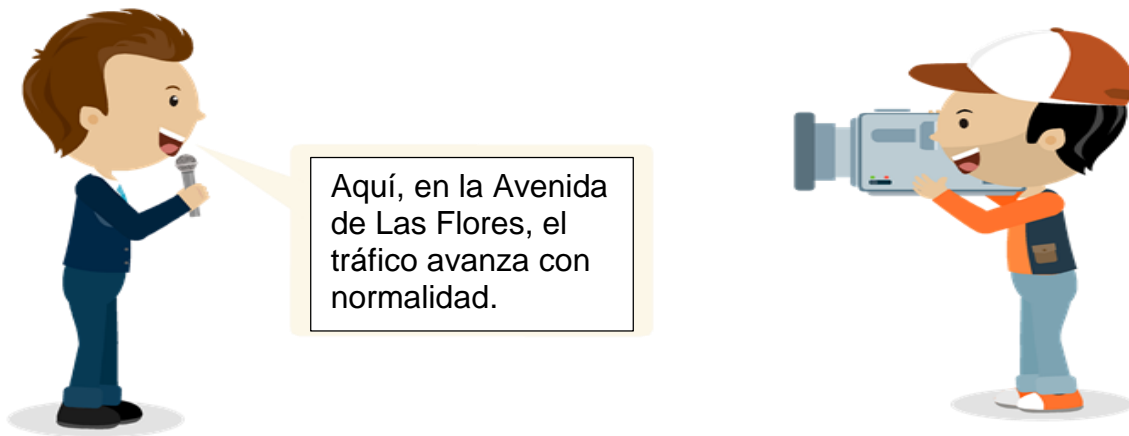 Aquí, en la Avenida
de Las Flores, el
tráfico avanza con
normalidad.